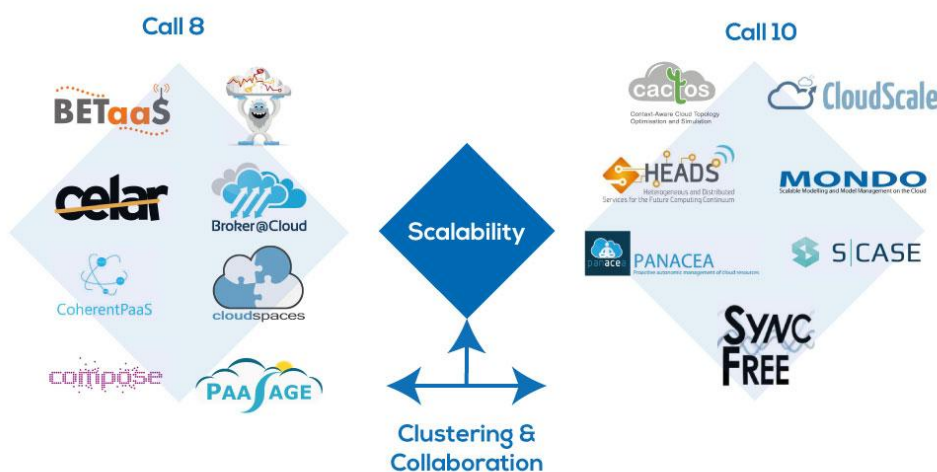 Call 8
Call 10
BETaaS
celar
Broker@Cloud
CoherentPaaS
cloudspaces
compose
PAASAGE
Scalability
Clustering &
Collaboration
cactos
Context-Aware Cloud Topology
Optimisation and Simulation
CloudScale
HEADS
Heterogeneous and Distributed
Services for the Future Computing Continuum
MONDO
Scalable Modelling and Model Management on the Cloud
panacea
PANACEA
Proactive autonomic management of cloud resources
S|CASE
SYNC
FREE